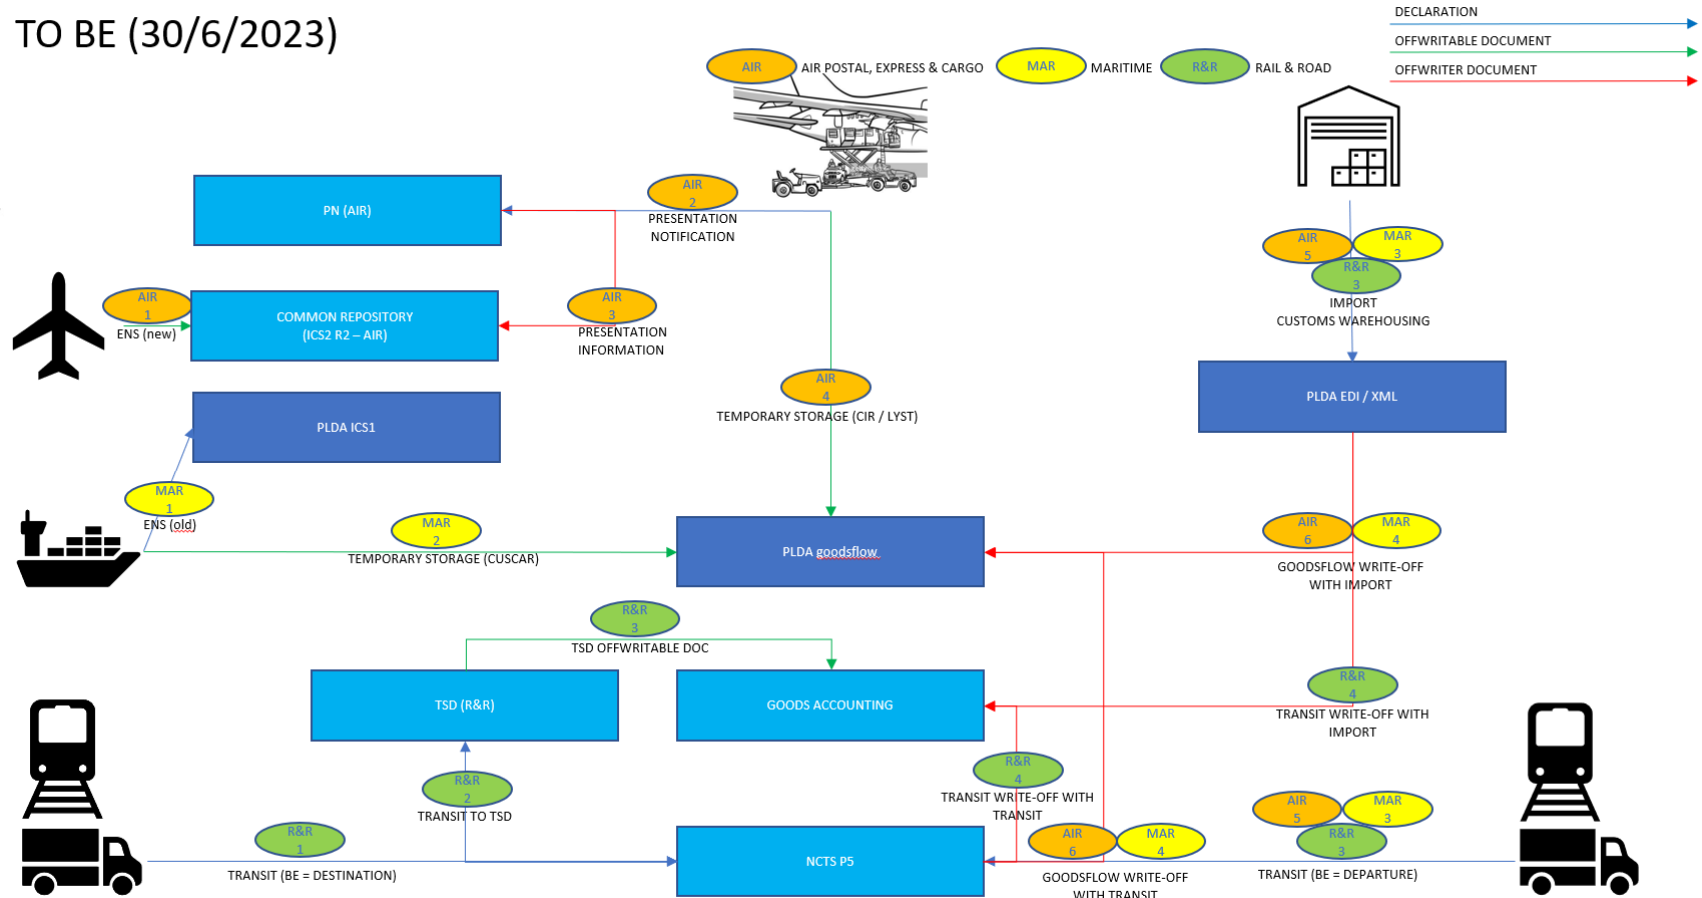 TO BE (30/6/2023)
DECLARATION
OFFWRITABLE DOCUMENT
OFFWRITER DOCUMENT
AIR
AIR POSTAL, EXPRESS & CARGO
MAR
MARITIME
R&R
RAIL & ROAD
PN (AIR)
AIR
2
PRESENTATION
NOTIFICATION
AIR
5
MAR
3
R&R
3
IMPORT
CUSTOMS WAREHOUSING
AIR
1
ENS (new)
COMMON REPOSITORY
(ICS2 R2 – AIR)
AIR
3
PRESENTATION
INFORMATION
AIR
4
TEMPORARY STORAGE (CIR / LYST)
PLDA EDI / XML
PLDA ICS1
MAR
1
ENS (old)
MAR
2
TEMPORARY STORAGE (CUSCAR)
PLDA goodsflow
AIR
6
MAR
4
GOODSFLOW WRITE-OFF
WITH IMPORT
R&R
3
TSD OFFWRITABLE DOC
TSD (R&R)
GOODS ACCOUNTING
R&R
4
TRANSIT WRITE-OFF WITH
IMPORT
R&R
2
TRANSIT TO TSD
R&R
4
TRANSIT WRITE-OFF WITH
TRANSIT
R&R
1
TRANSIT (BE = DESTINATION)
NCTS P5
AIR
6
MAR
4
GOODSFLOW WRITE-OFF
WITH TRANSIT
AIR
5
MAR
3
R&R
3
TRANSIT (BE = DEPARTURE)